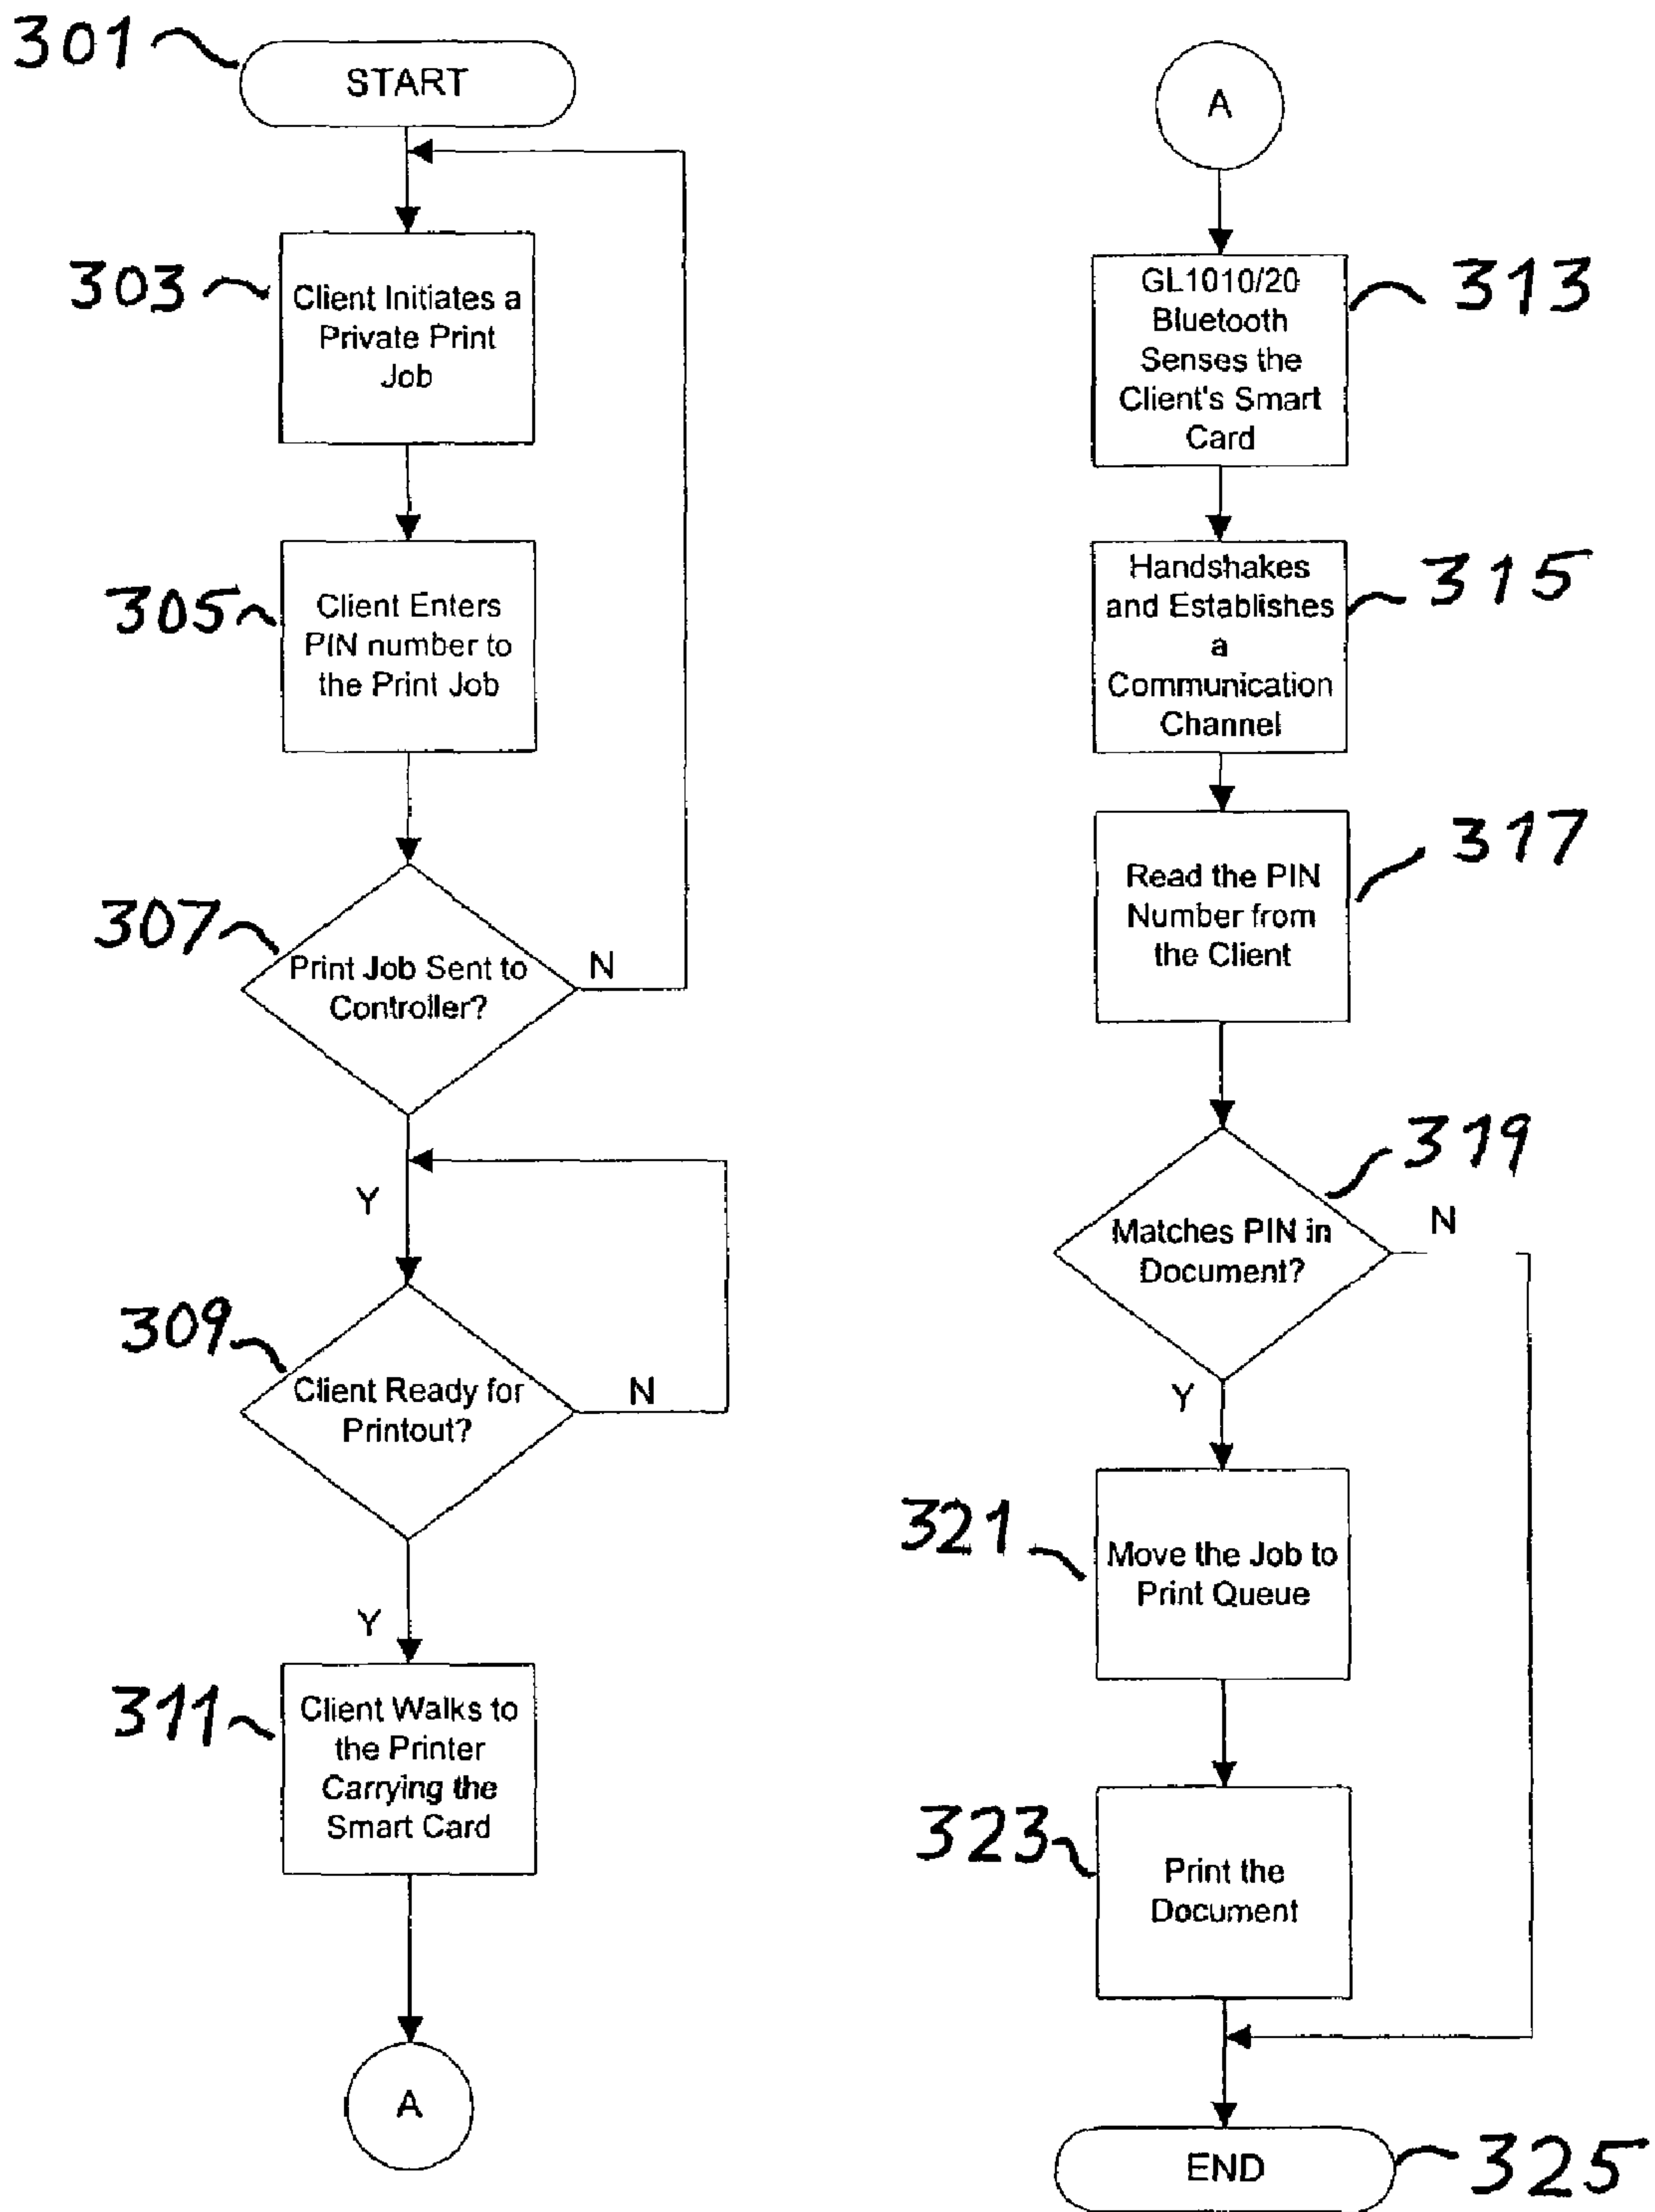 301
START
303
Client Initiates a
Private Print
Job
305
Client Enters
PIN number to
the Print Job
307
Print Job Sent to
Controller?
N
Y
309
Client Ready for
Printout?
N
Y
311
Client Walks to
the Printer
Carrying the
Smart Card
A
A
313
GL1010/20
Bluetooth
Senses the
Client's Smart
Card
315
Handshakes
and Establishes
a
Communication
Channel
317
Read the PIN
Number from
the Client
319
Matches PIN in
Document?
N
Y
321
Move the Job to
Print Queue
323
Print the
Document
END
325